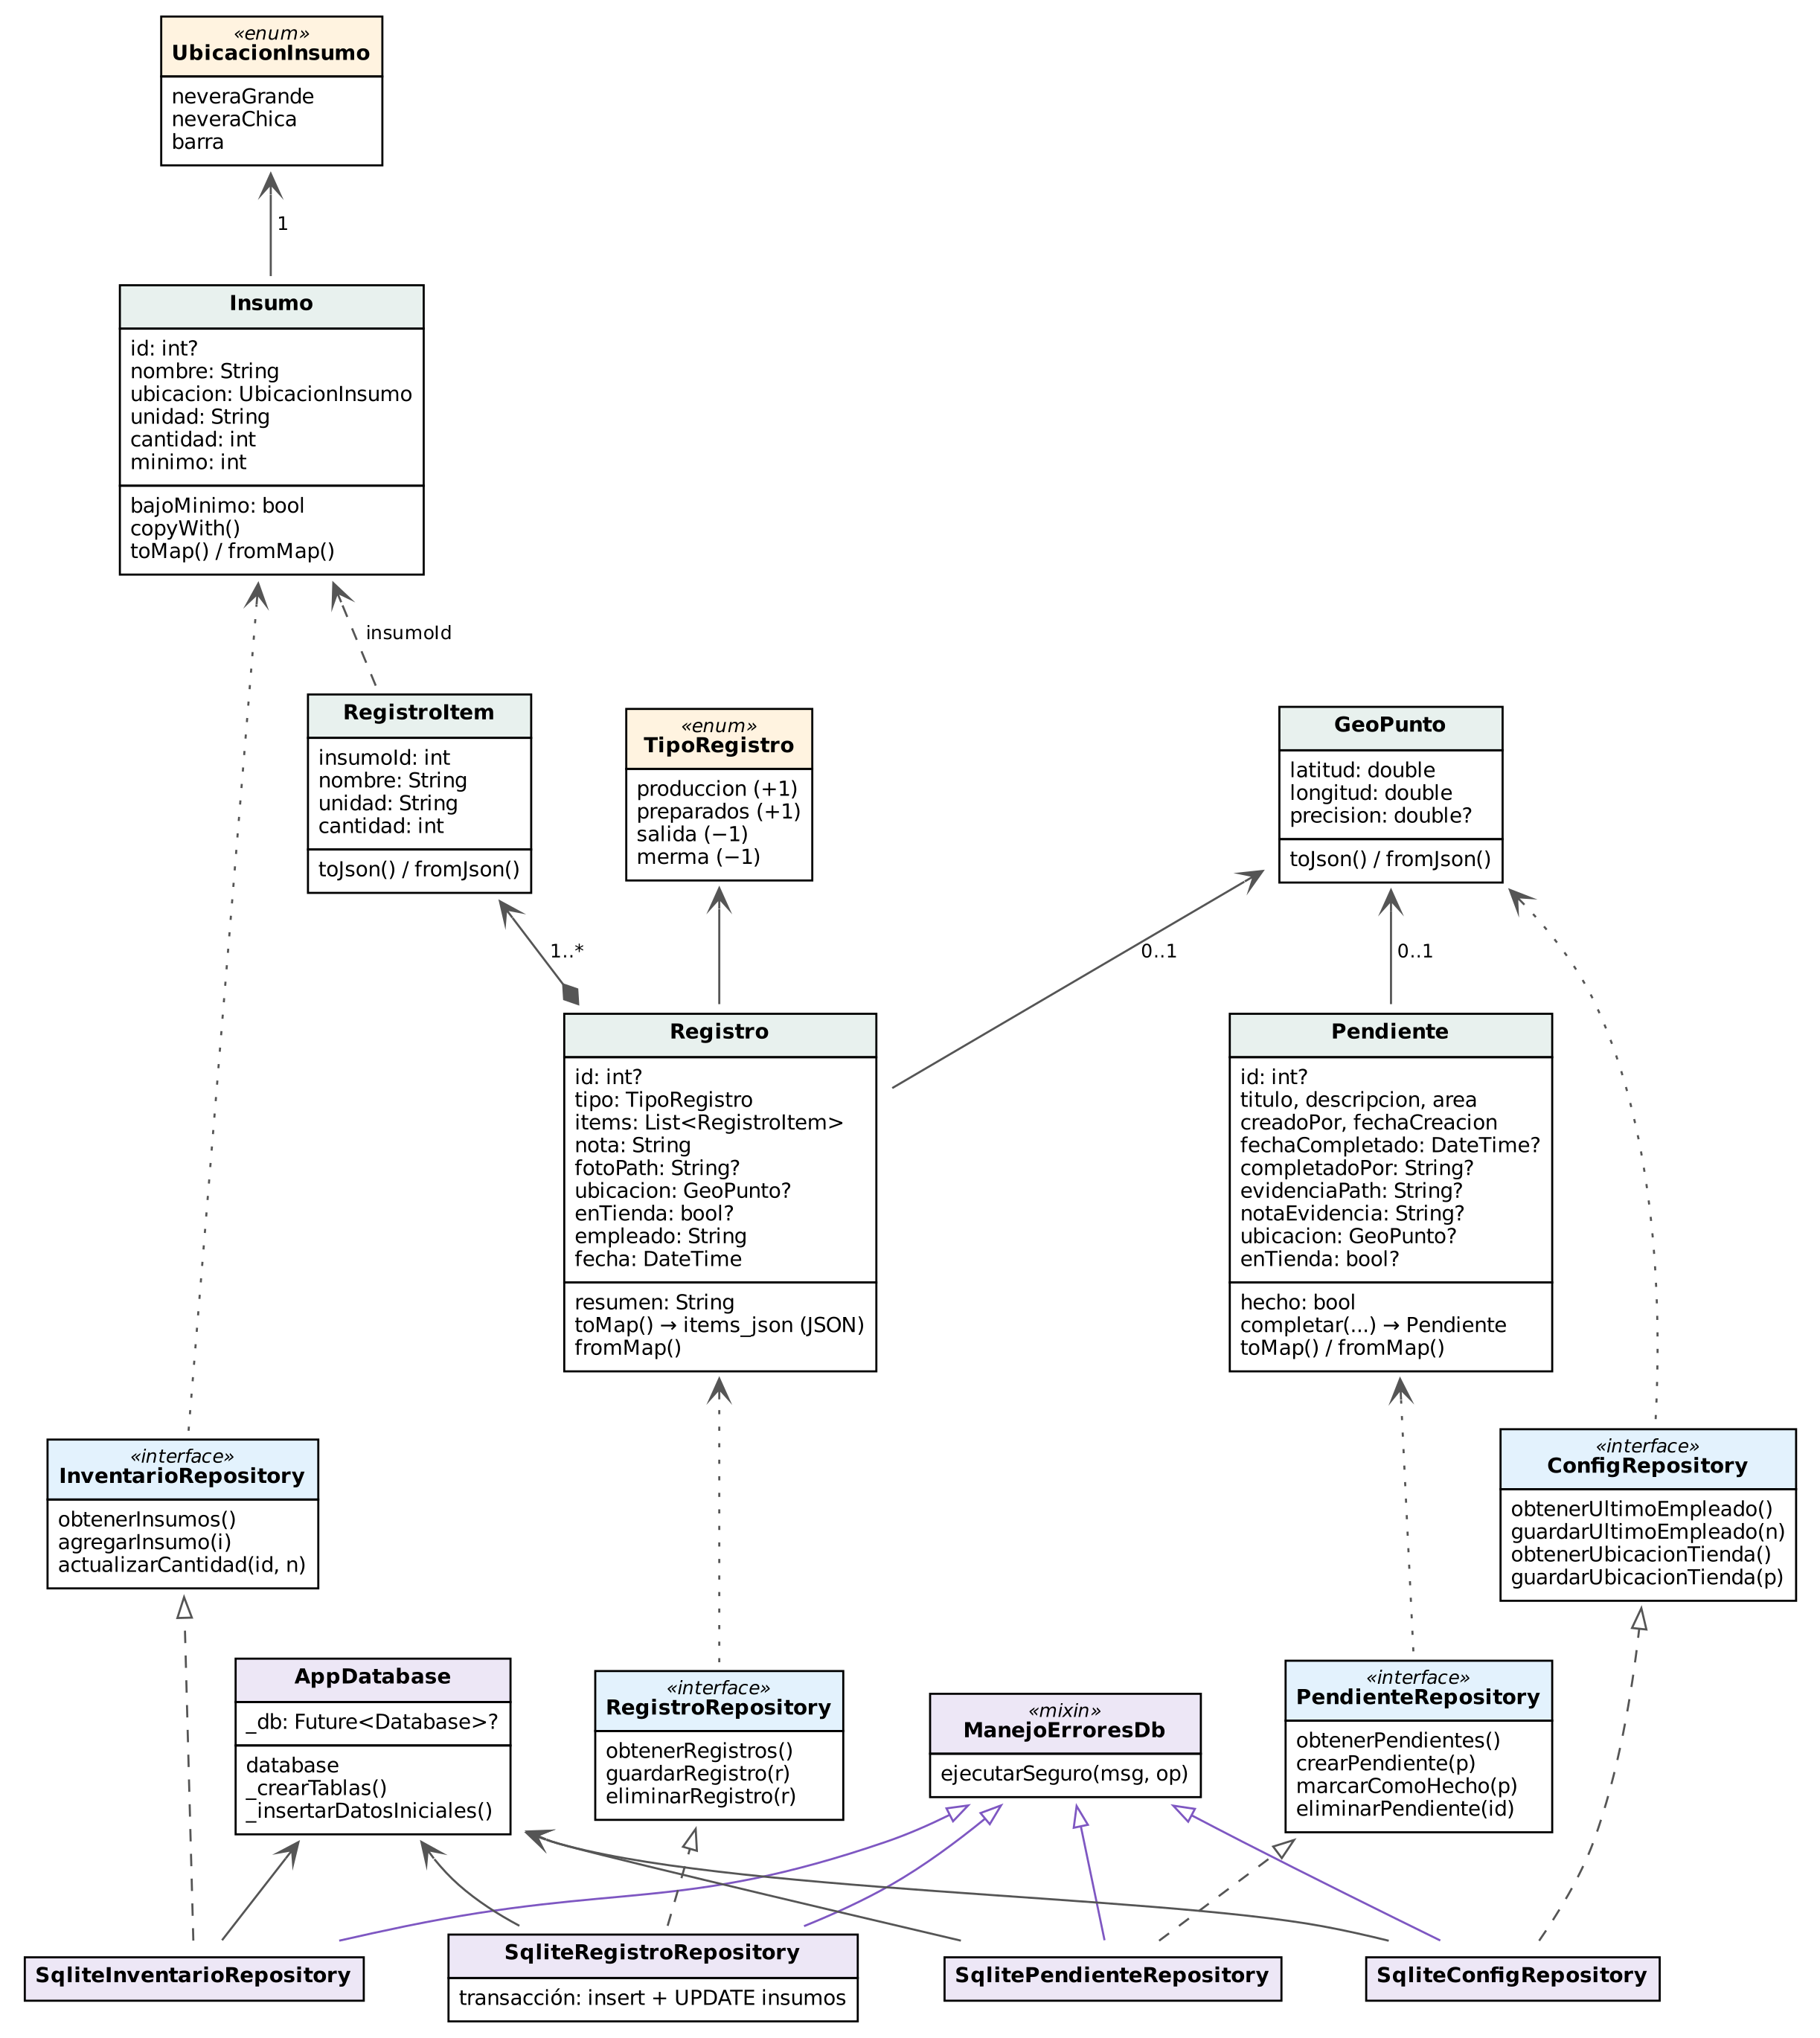 «enum»
UbicacionInsumo
neveraGrande
neveraChica
barra
1
Insumo
id: int?
nombre: String
ubicacion: UbicacionInsumo
unidad: String
cantidad: int
minimo: int
bajoMinimo: bool
copyWith()
toMap() / fromMap()
insumoId
RegistroItem
insumoId: int
nombre: String
unidad: String
cantidad: int
toJson() / fromJson()
«enum»
TipoRegistro
produccion (+1)
preparados (+1)
salida (−1)
merma (−1)
GeoPunto
latitud: double
longitud: double
precision: double?
toJson() / fromJson()
1..*
0..1
0..1
Registro
id: int?
tipo: TipoRegistro
items: List<RegistroItem>
nota: String
fotoPath: String?
ubicacion: GeoPunto?
enTienda: bool?
empleado: String
fecha: DateTime
resumen: String
toMap() → items_json (JSON)
fromMap()
Pendiente
id: int?
titulo, descripcion, area
creadoPor, fechaCreacion
fechaCompletado: DateTime?
completadoPor: String?
evidenciaPath: String?
notaEvidencia: String?
ubicacion: GeoPunto?
enTienda: bool?
hecho: bool
completar(...) → Pendiente
toMap() / fromMap()
«interface»
InventarioRepository
obtenerInsumos()
agregarInsumo(i)
actualizarCantidad(id, n)
«interface»
ConfigRepository
obtenerUltimoEmpleado()
guardarUltimoEmpleado(n)
obtenerUbicacionTienda()
guardarUbicacionTienda(p)
AppDatabase
_db: Future<Database>?
database
_crearTablas()
_insertarDatosIniciales()
«interface»
RegistroRepository
obtenerRegistros()
guardarRegistro(r)
eliminarRegistro(r)
«mixin»
ManejoErroresDb
ejecutarSeguro(msg, op)
«interface»
PendienteRepository
obtenerPendientes()
crearPendiente(p)
marcarComoHecho(p)
eliminarPendiente(id)
SqliteInventarioRepository
SqliteRegistroRepository
transacción: insert + UPDATE insumos
SqlitePendienteRepository
SqliteConfigRepository